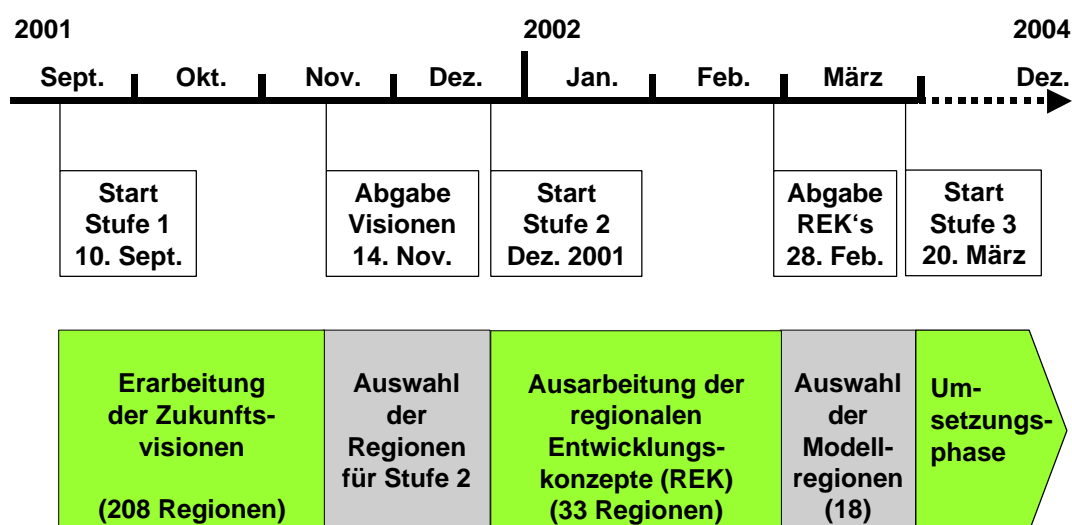 2001 2002 2004
Sept. Okt. Nov. Dez. Jan. Feb. März Dez.
Start
Stufe 1
10. Sept.
Abgabe
Visionen
14. Nov.
Start
Stufe 2
Dez. 2001
Abgabe
REK‘s
28. Feb.
Start
Stufe 3
20. März
Erarbeitung
der Zukunfts-
visionen
(208 Regionen)
Auswahl
der
Regionen
für Stufe 2
Ausarbeitung der
regionalen
Entwicklungs-
konzepte (REK)
(33 Regionen)
Auswahl
der
Modell-
regionen
(18)
Um-
setzungs-
phase